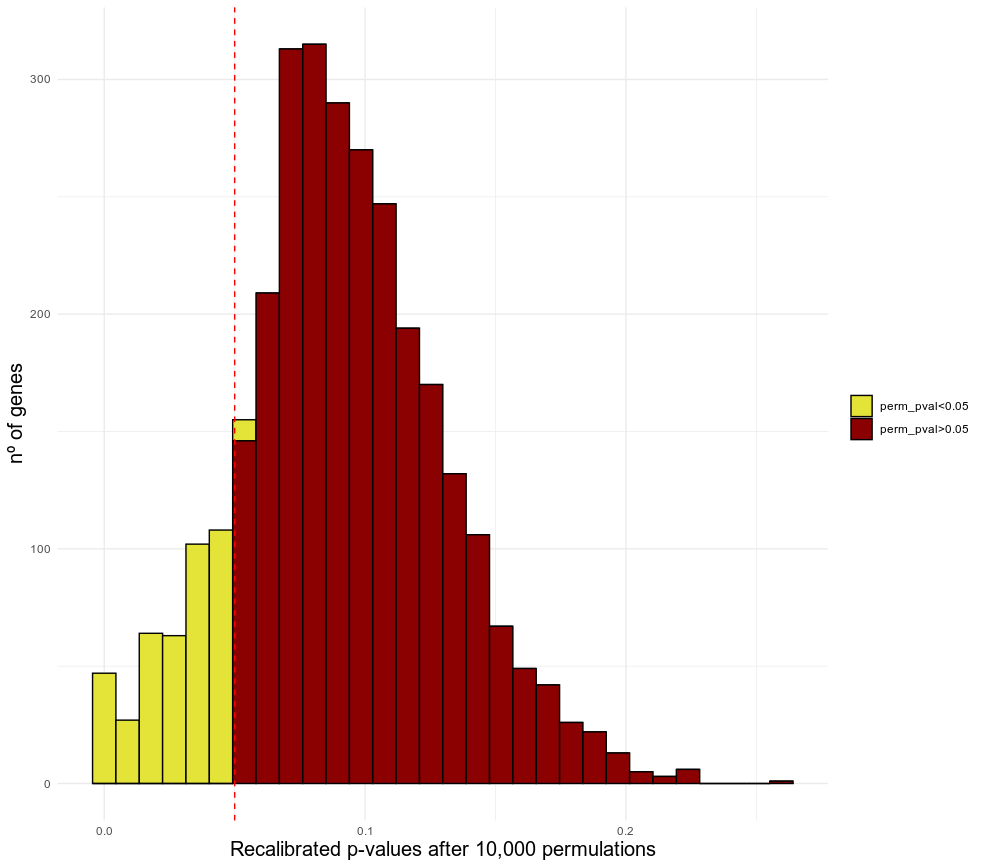 300
200
100
0
nº of genes
0.0
0.1
0.2
Recalibrated p-values after 10,000 permulations
perm_pval<0.05
perm_pval>0.05